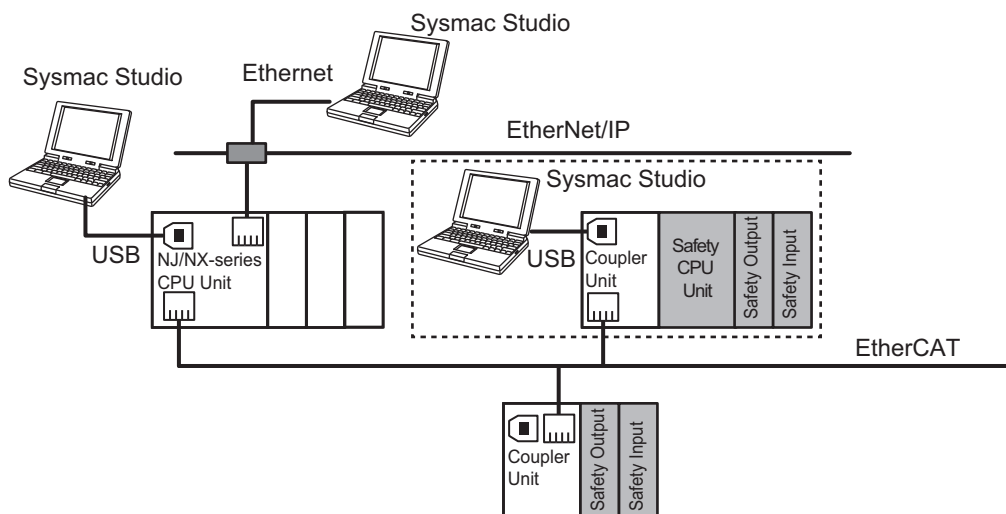 Sysmac Studio
Sysmac Studio
Ethernet
EtherNet/IP
Sysmac Studio
USB
NJ/NX-series
CPU Unit
USB
Coupler
Unit
Safety
CPU
Unit
Safety Output
Safety Input
EtherCAT
Coupler
Unit
Safety Output
Safety Input